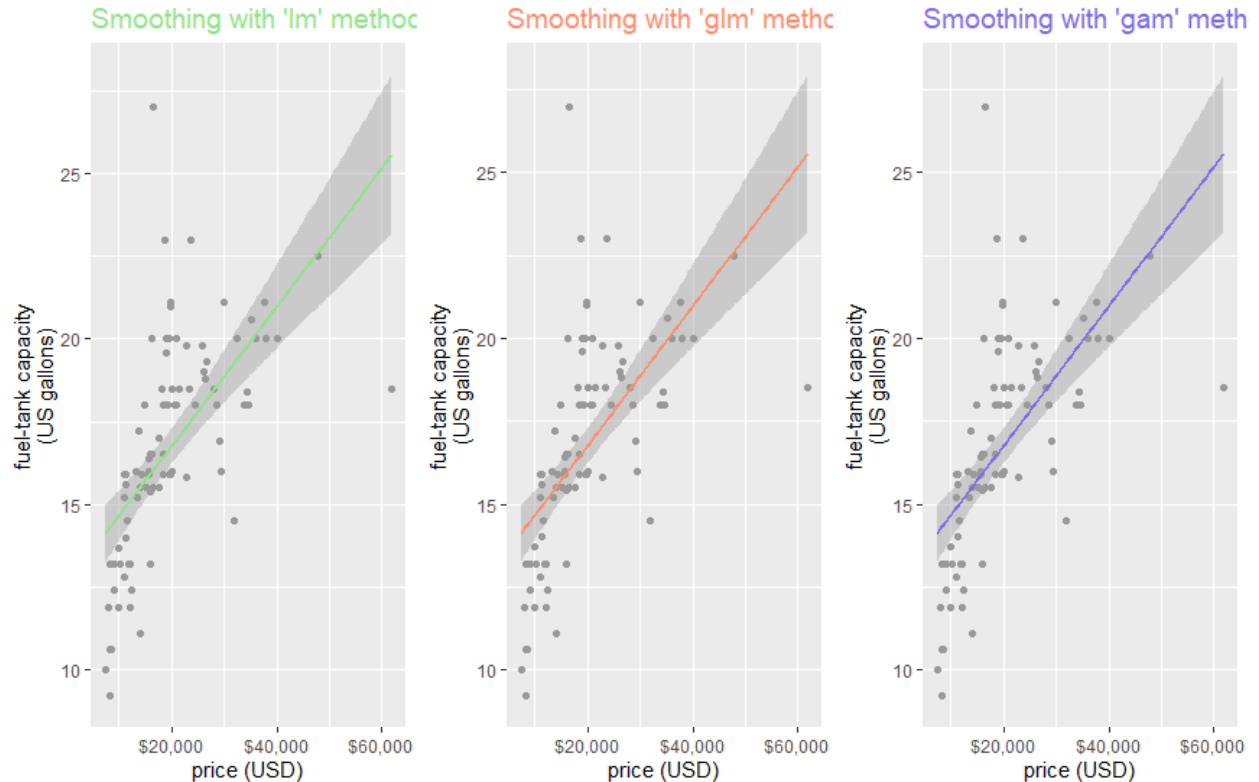 Smoothing with 'lm' method
Smoothing with 'glm' metho
Smoothing with 'gam' meth
25
20
15
10
fuel-tank capacity
(US gallons)
$20,000
$40,000
$60,000
price (USD)
25
20
15
10
fuel-tank capacity
(US gallons)
$20,000
$40,000
$60,000
price (USD)
25
20
15
10
fuel-tank capacity
(US gallons)
$20,000
$40,000
$60,000
price (USD)